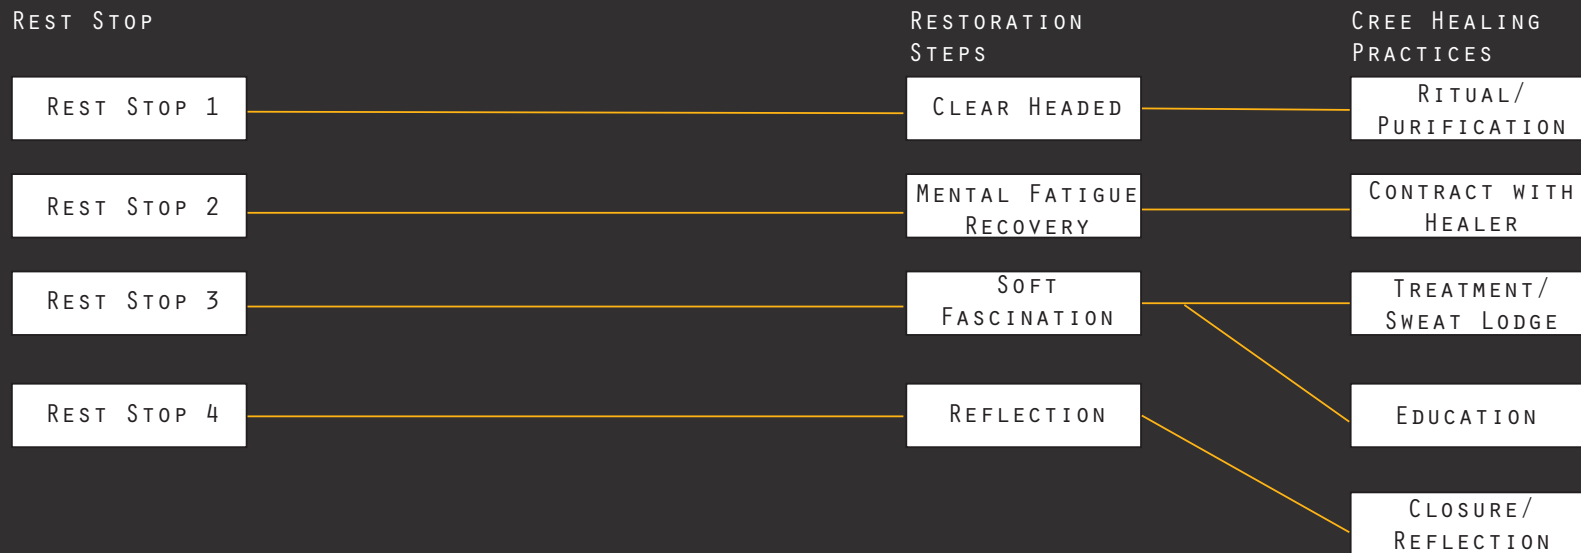 Rest Stop
Restoration
Steps
Cree Healing
Practices
Rest Stop 1
Clear Headed
Ritual/
Purification
Rest Stop 2
Mental Fatigue
Recovery
Contract with
Healer
Rest Stop 3
Soft
Fascination
Treatment/
Sweat Lodge
Rest Stop 4
Reflection
Education
Closure/
Reflection